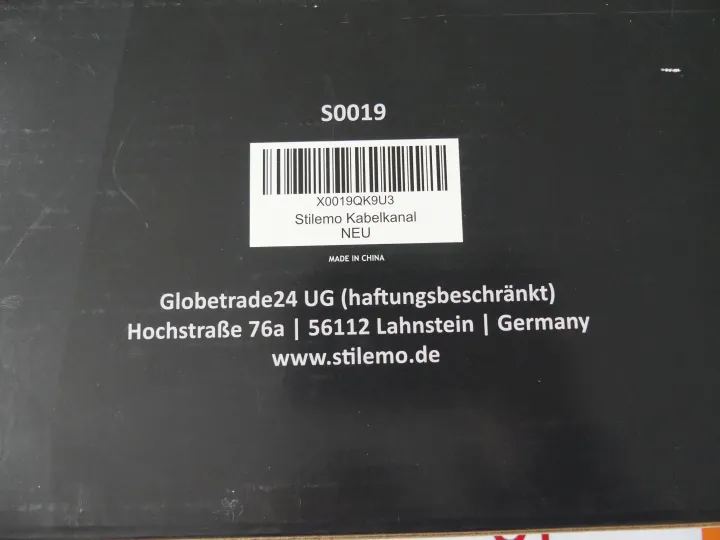 S0019
X0019QK9U3
Stilemo Kabelkanal
NEU
MADE IN CHINA
Globetrade24 UG (haftungsbeschränkt)
Hochstraße 76a | 56112 Lahnstein | Germany
www.stilemo.de